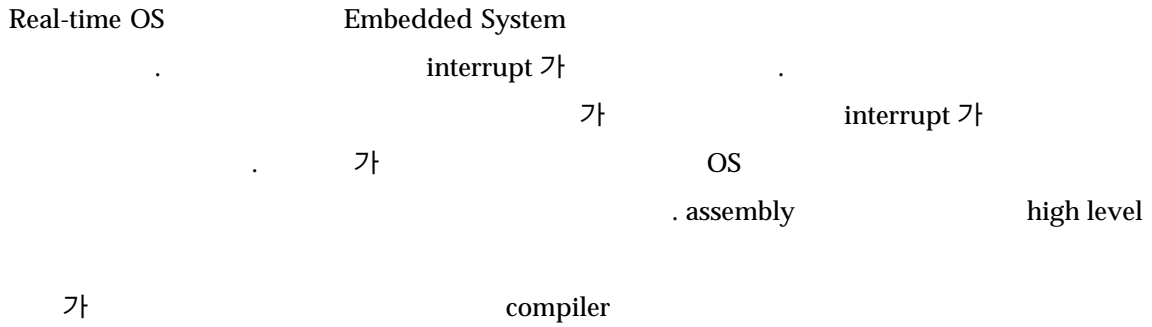 Real-time OS Embedded System
. interrupt 가 .
가 interrupt 가
. 가 OS
. assembly high level
가 compiler